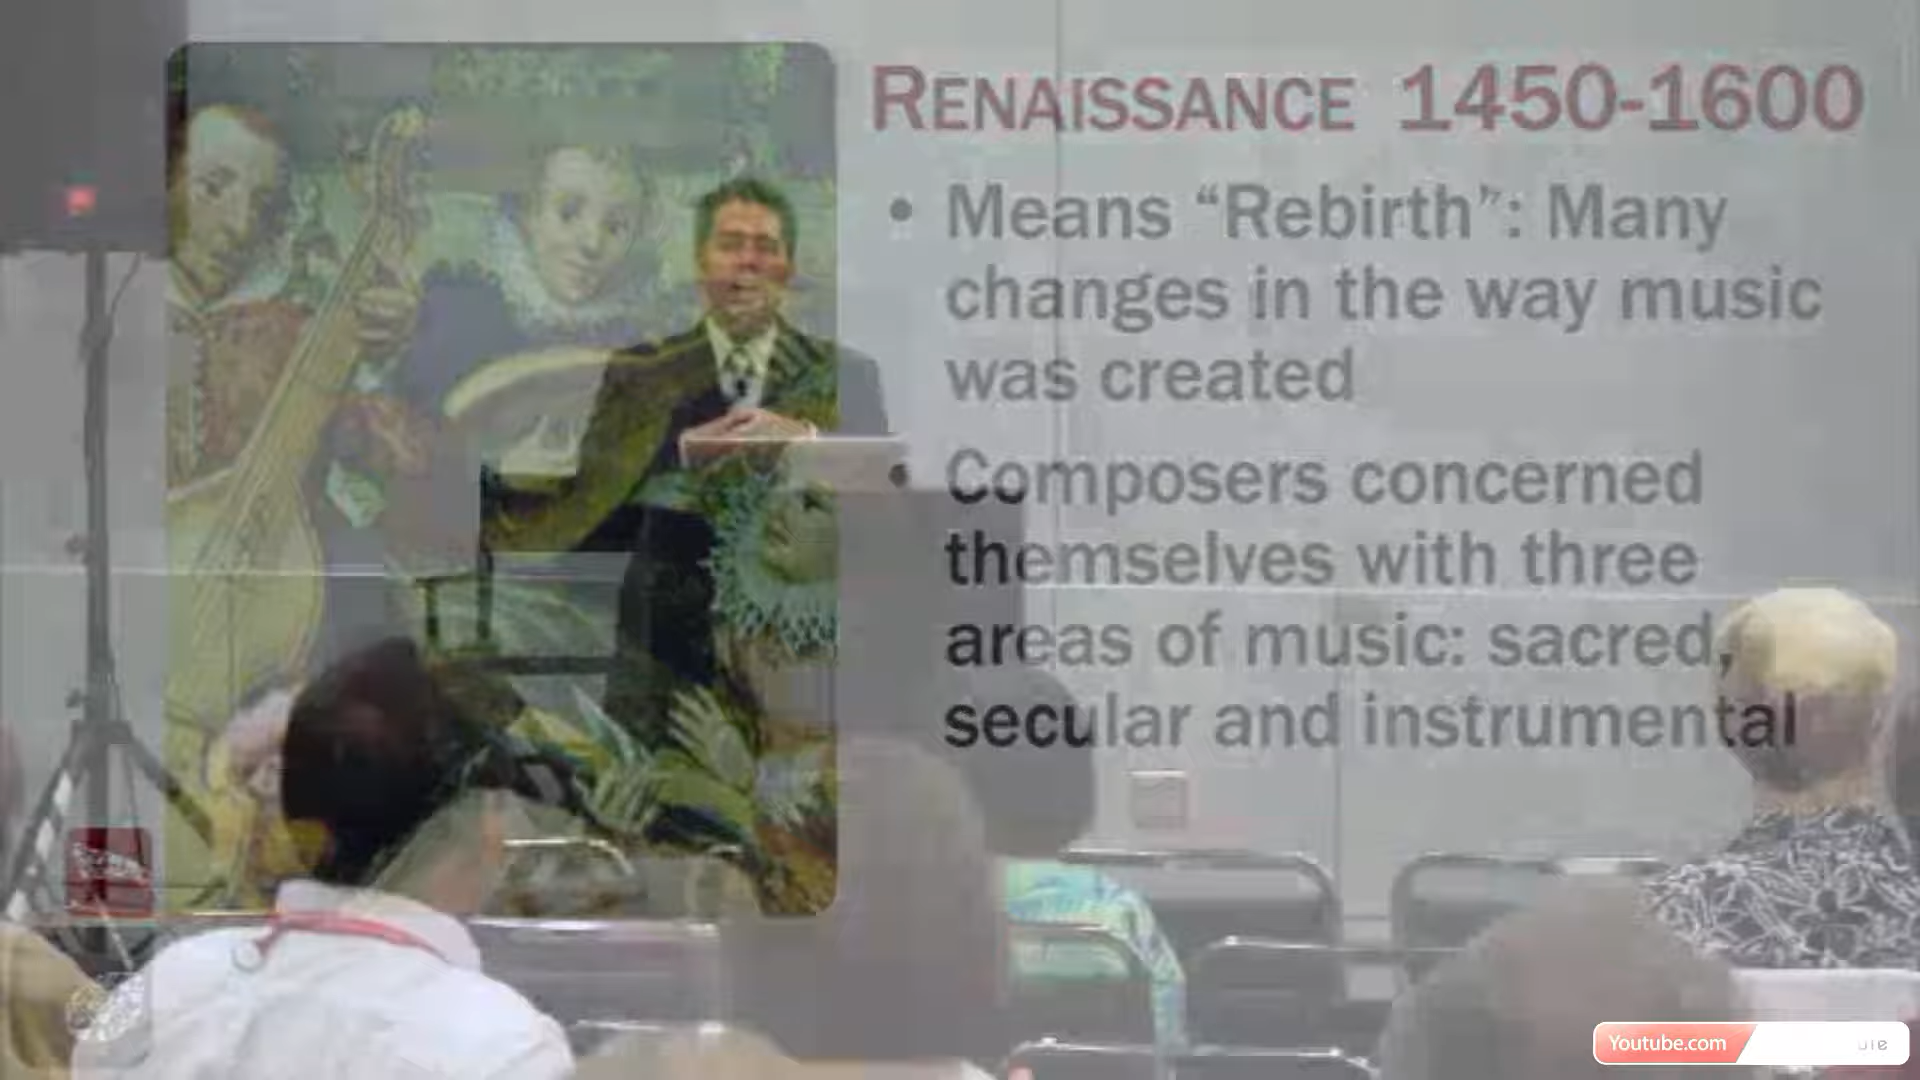 RENAISSANCE 1450-1600
• Means “Rebirth”: Many
changes in the way music
was created
• Composers concerned
themselves with three
areas of music: sacred,
secular and instrumental
Youtube.com